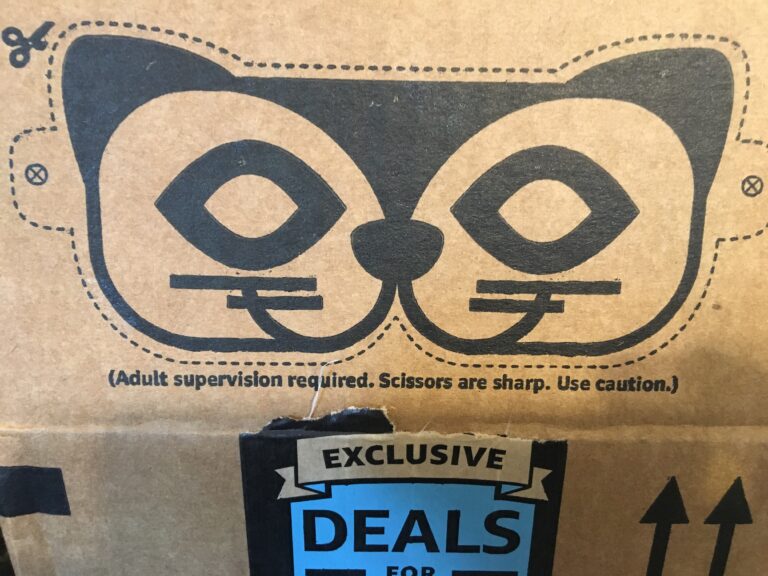 (Adult supervision required. Scissors are sharp. Use caution.)
EXCLUSIVE
DEALS
FOR